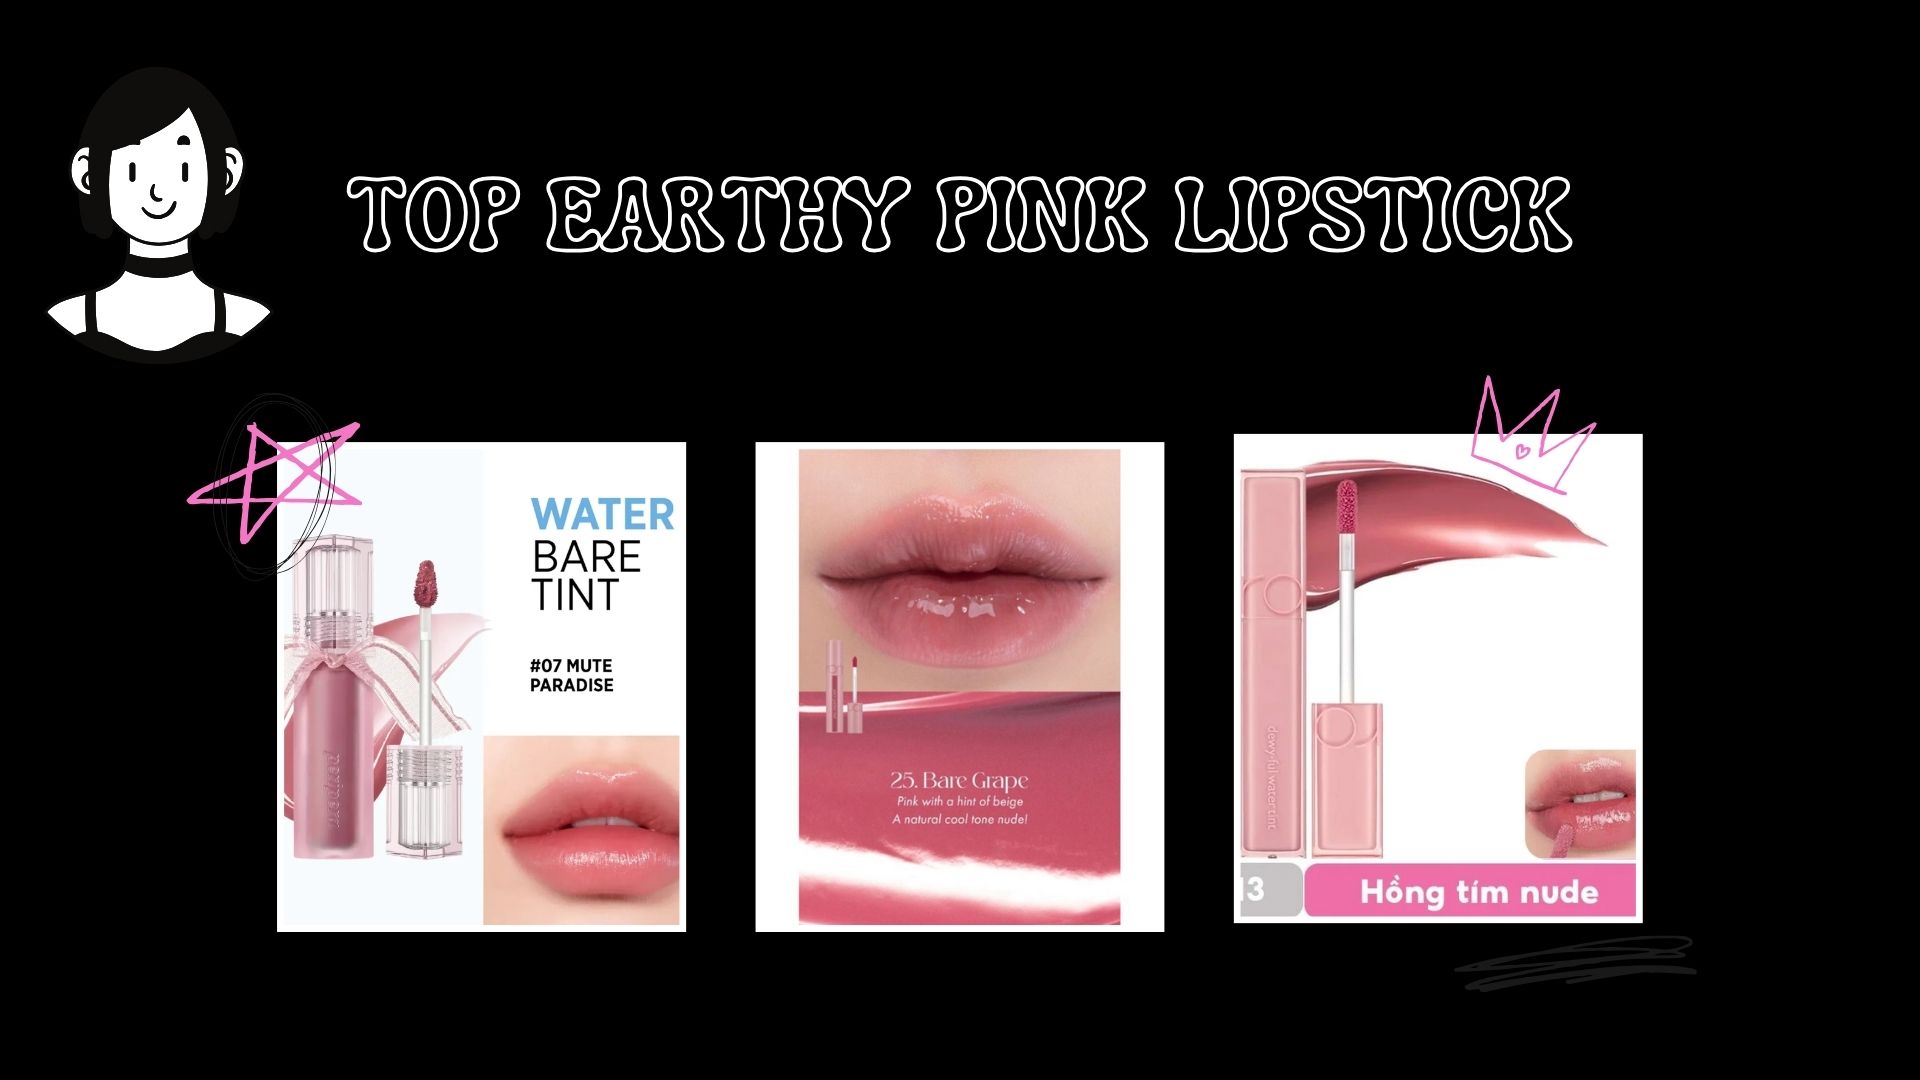 TOP EARTHY PINK LIPSTICK
WATER
BARE
TINT
#07 MUTE
PARADISE
25. Bare Grape
Pink with a hint of beige
A natural cool tone nude!
dewy·ful water tint
13
Hồng tím nude